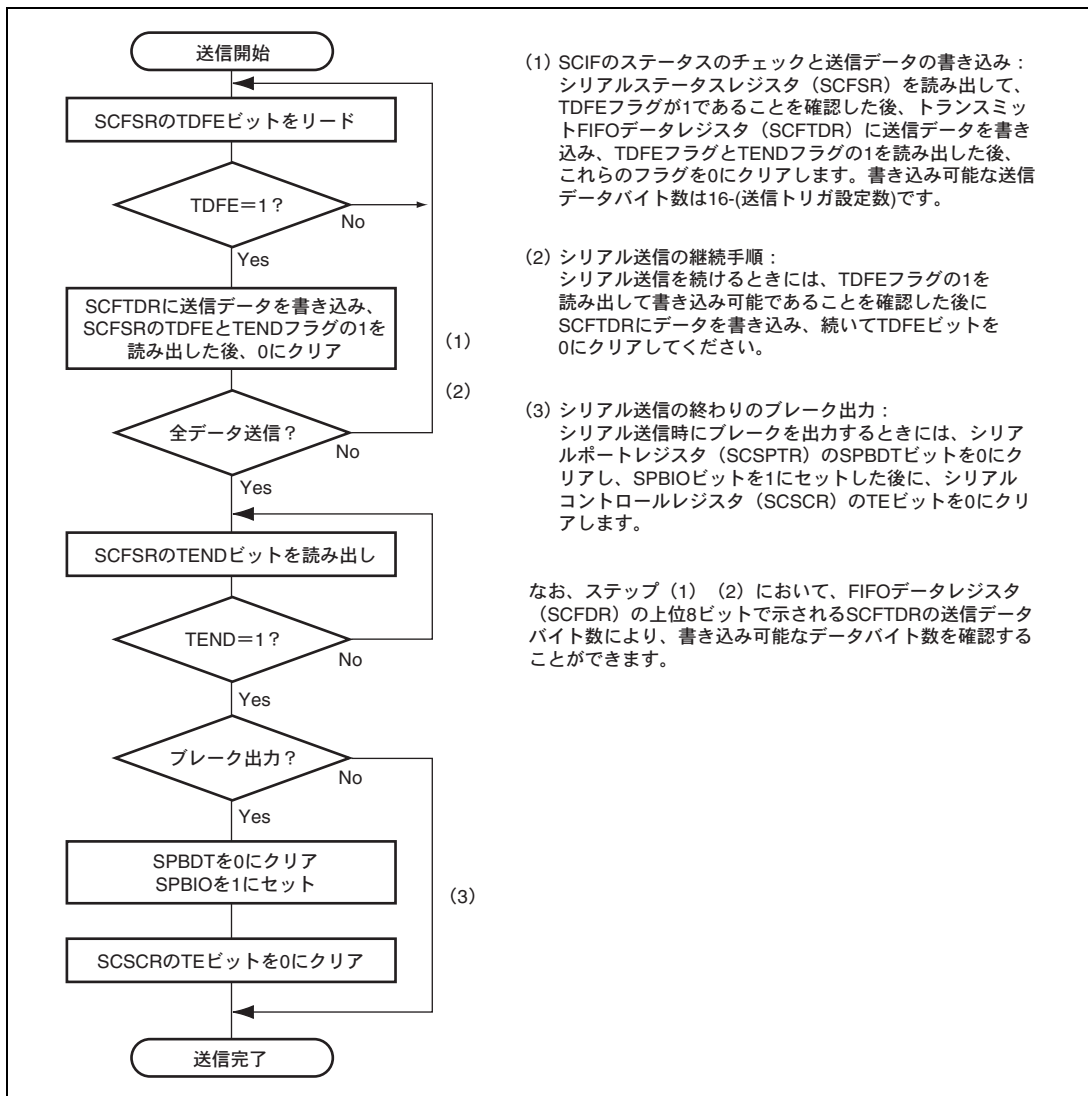 送信開始
SCFSRのTDFEビットをリード
TDFE＝1？
No
Yes
SCFTDRに送信データを書き込み、
SCFSRのTDFEとTENDフラグの1を
読み出した後、0にクリア
（1）
（2）
全データ送信？
No
Yes
SCFSRのTENDビットを読み出し
TEND＝1？
No
Yes
ブレーク出力？
No
Yes
SPBDTを0にクリア
SPBIOを1にセット
（3）
SCSCRのTEビットを0にクリア
送信完了
（1）SCIFのステータスのチェックと送信データの書き込み：
シリアルステータスレジスタ（SCFSR）を読み出して、
TDFEフラグが1であることを確認した後、トランスミッ
トFIFOデータレジスタ（SCFTDR）に送信データを書き
込み、TDFEフラグとTENDフラグの1を読み出した後、
これらのフラグを0にクリアします。書き込み可能な送信
データバイト数は16-(送信トリガ設定数)です。
（2）シリアル送信の継続手順：
シリアル送信を続けるときには、TDFEフラグの1を
読み出して書き込み可能であることを確認した後に
SCFTDRにデータを書き込み、続いてTDFEビットを
0にクリアしてください。
（3）シリアル送信の終わりのブレーク出力：
シリアル送信時にブレークを出力するときには、シリア
ルポートレジスタ（SCSPTR）のSPBDTビットを0にク
リアし、SPBIOビットを1にセットした後に、シリアル
コントロールレジスタ（SCSCR）のTEビットを0にクリ
アします。
なお、ステップ（1）（2）において、FIFOデータレジスタ
（SCFDR）の上位8ビットで示されるSCFTDRの送信データ
バイト数により、書き込み可能なデータバイト数を確認する
ことができます。